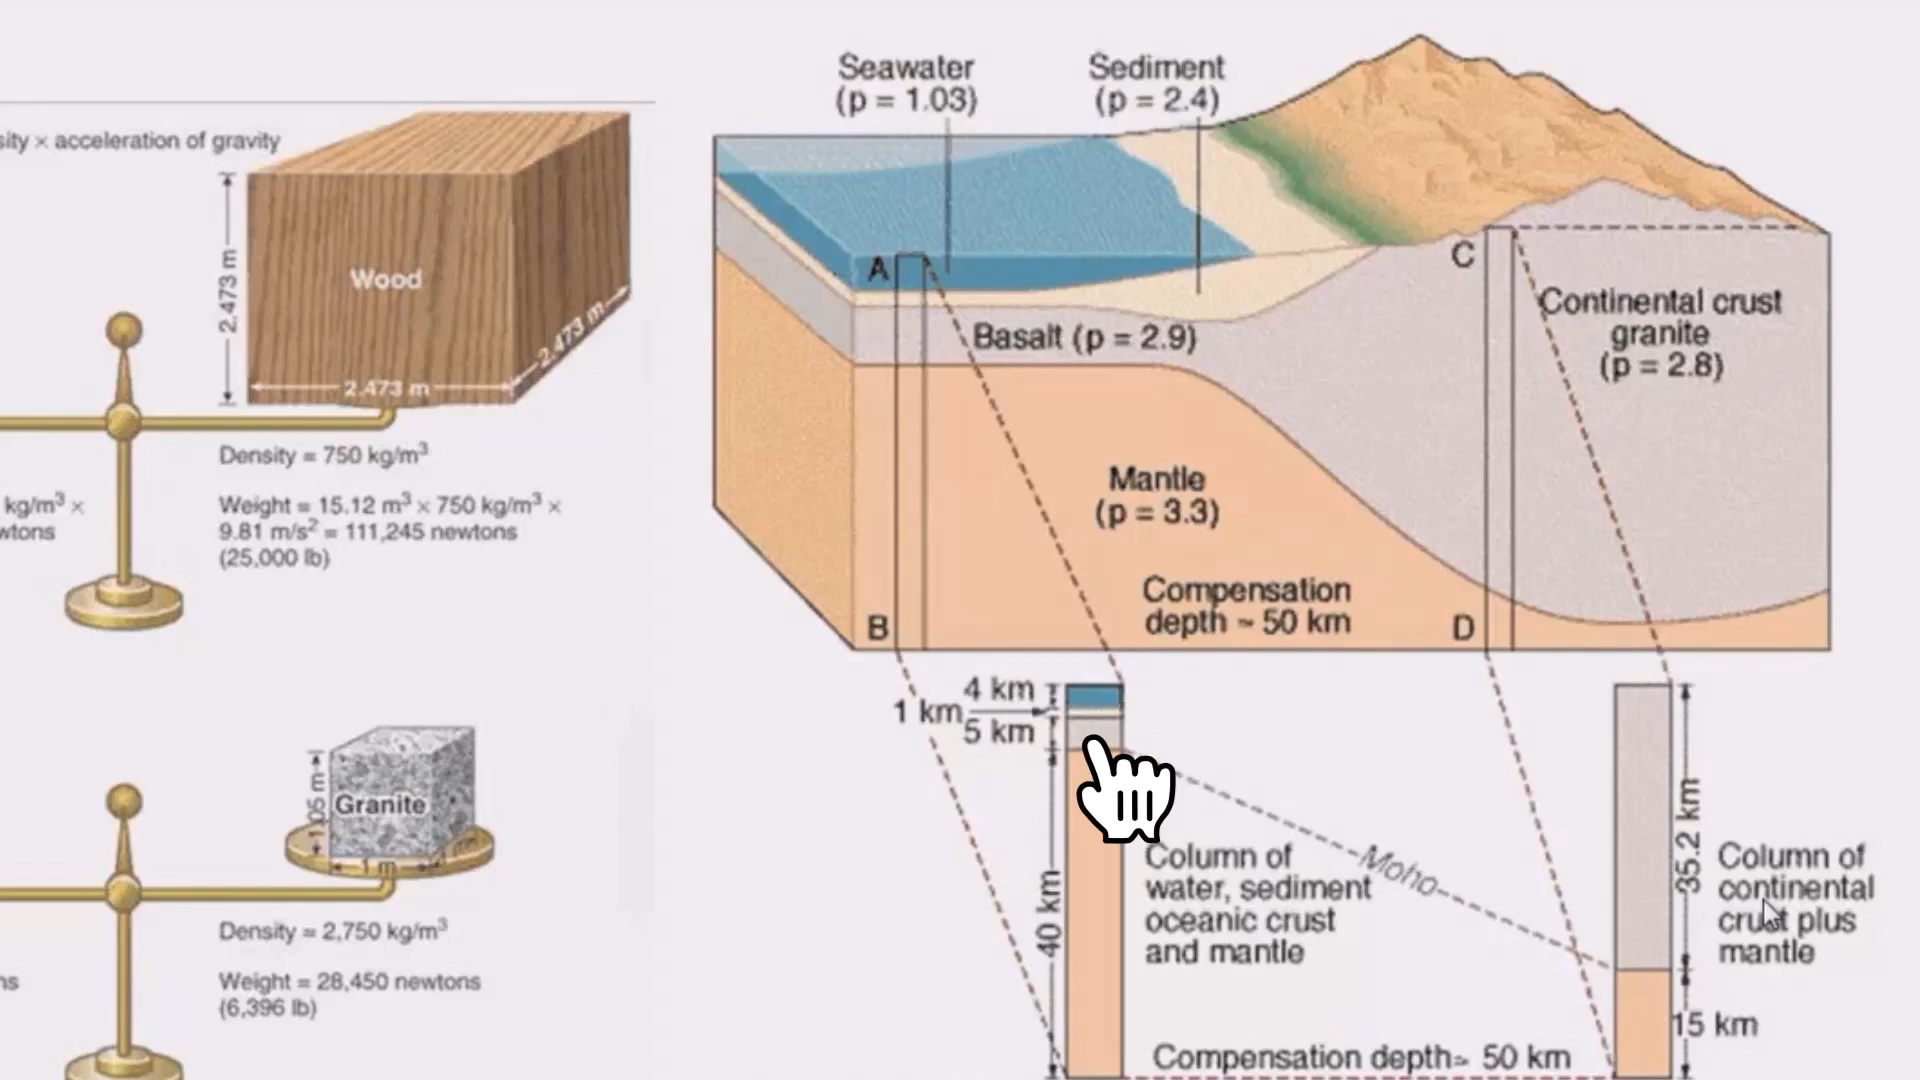 sity × acceleration of gravity
2.473 m
Wood
2.473 m
2.473 m
Density = 750 kg/m³
kg/m³ ×
wtons
Weight = 15.12 m³ × 750 kg/m³ ×
9.81 m/s² = 111,245 newtons
(25,000 lb)
1.05 m
Granite
1 m
Density = 2,750 kg/m³
ns
Weight = 28,450 newtons
(6,396 lb)
Seawater
(p = 1.03)
Sediment
(p = 2.4)
A
C
Basalt (p = 2.9)
Continental crust
granite
(p = 2.8)
Mantle
(p = 3.3)
Compensation
depth ~ 50 km
B
D
4 km
1 km
5 km
40 km
Column of
water, sediment
oceanic crust
and mantle
Moho
35.2 km
Column of
continental
crust plus
mantle
15 km
Compensation depth≈ 50 km